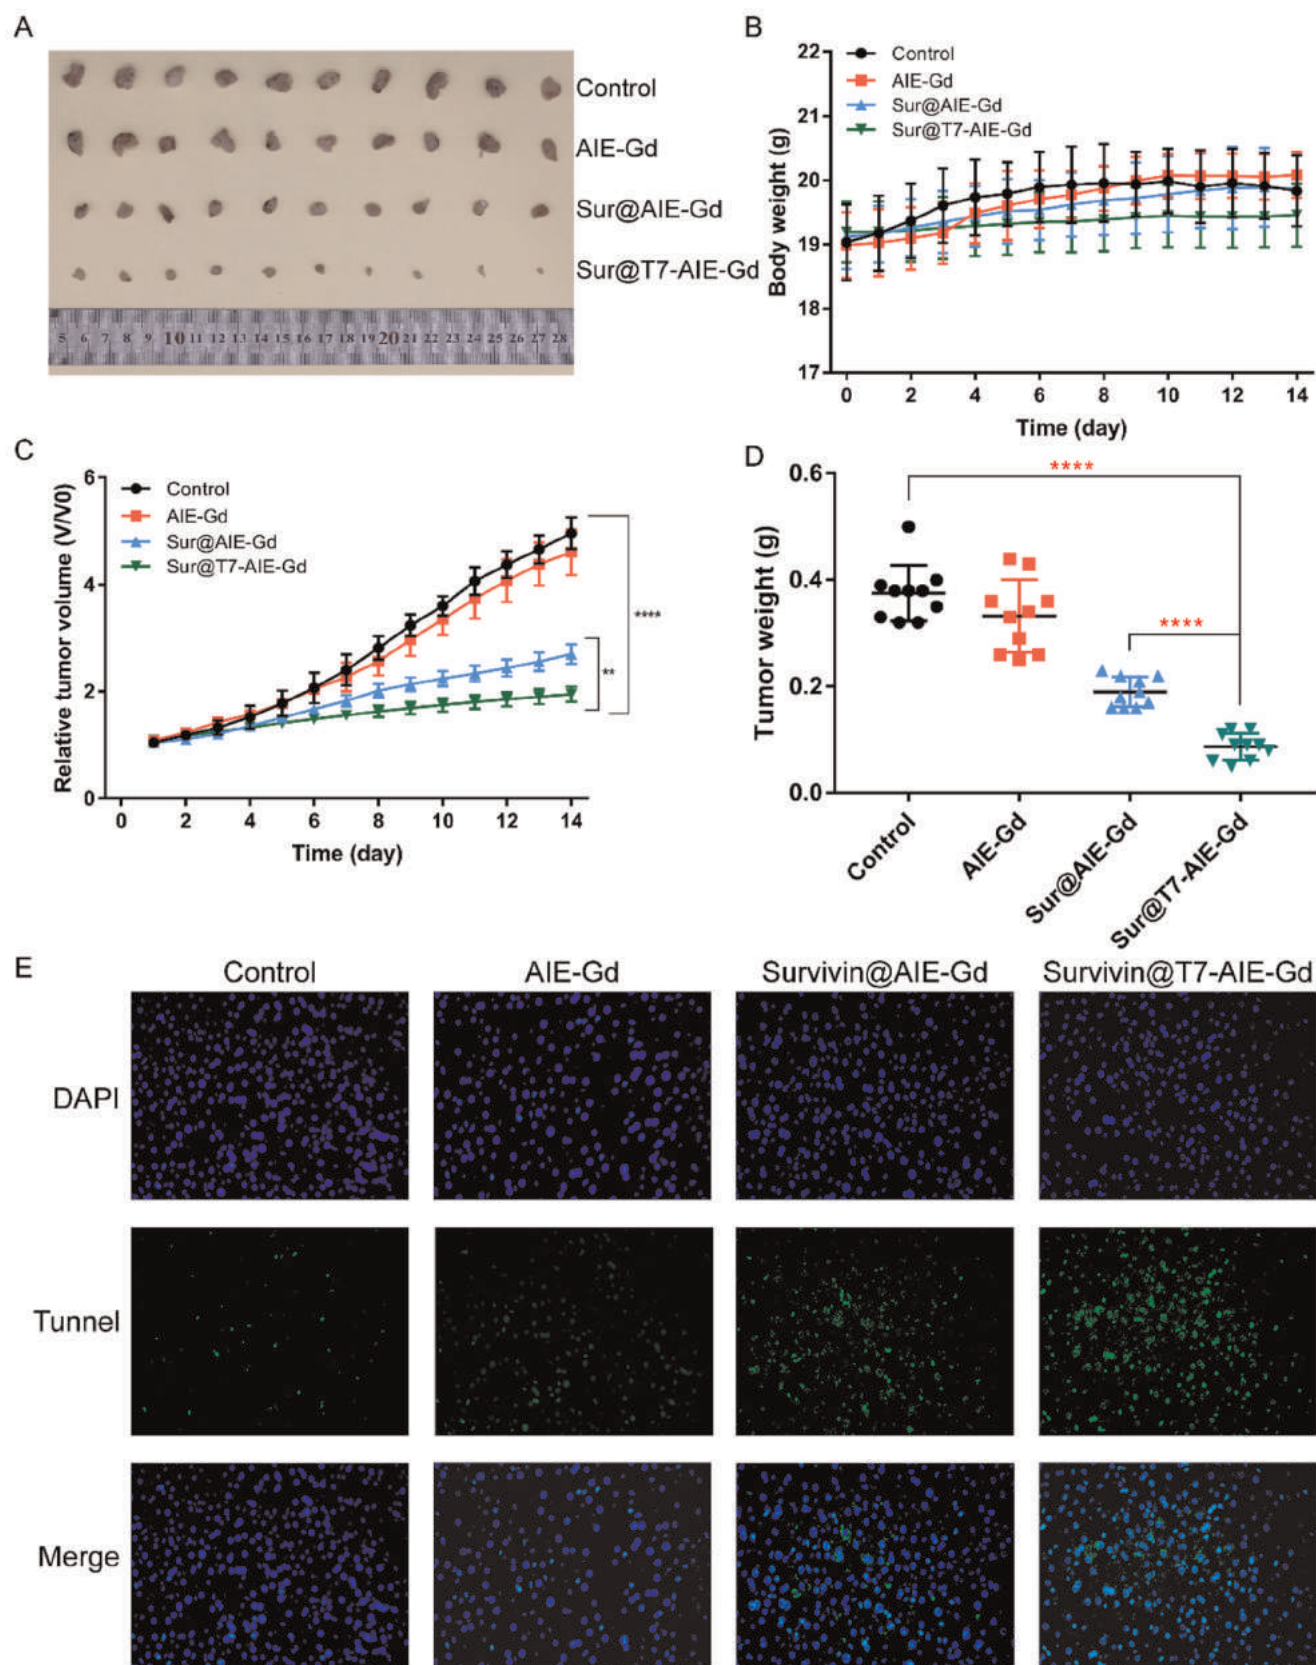 A
Control
AIE-Gd
Sur@AIE-Gd
Sur@T7-AIE-Gd
5 6 7 8 9 10 11 12 13 14 15 16 17 18 19 20 21 22 23 24 25 26 27 28
B
Control
AIE-Gd
Sur@AIE-Gd
Sur@T7-AIE-Gd
22
21
20
19
18
17
Body weight (g)
0 2 4 6 8 10 12 14
Time (day)
C
Control
AIE-Gd
Sur@AIE-Gd
Sur@T7-AIE-Gd
6
4
2
0
Relative tumor volume (V/V0)
****
**
0 2 4 6 8 10 12 14
Time (day)
D
0.6
0.4
0.2
0.0
Tumor weight (g)
****
****
Control
AIE-Gd
Sur@AIE-Gd
Sur@T7-AIE-Gd
E
Control AIE-Gd Survivin@AIE-Gd Survivin@T7-AIE-Gd
DAPI
Tunnel
Merge